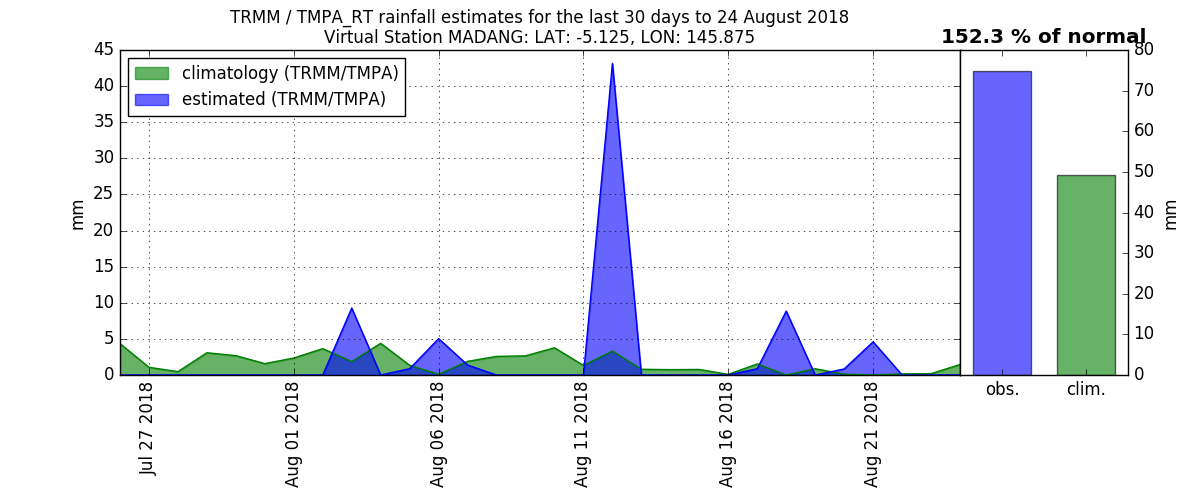 TRMM / TMPA_RT rainfall estimates for the last 30 days to 24 August 2018
Virtual Station MADANG: LAT: -5.125, LON: 145.875
152.3 % of normal
climatology (TRMM/TMPA)
estimated (TRMM/TMPA)
mm
45
40
35
30
25
20
15
10
5
0
Jul 27 2018
Aug 01 2018
Aug 06 2018
Aug 11 2018
Aug 16 2018
Aug 21 2018
80
70
60
50
40
30
20
10
0
mm
obs.
clim.